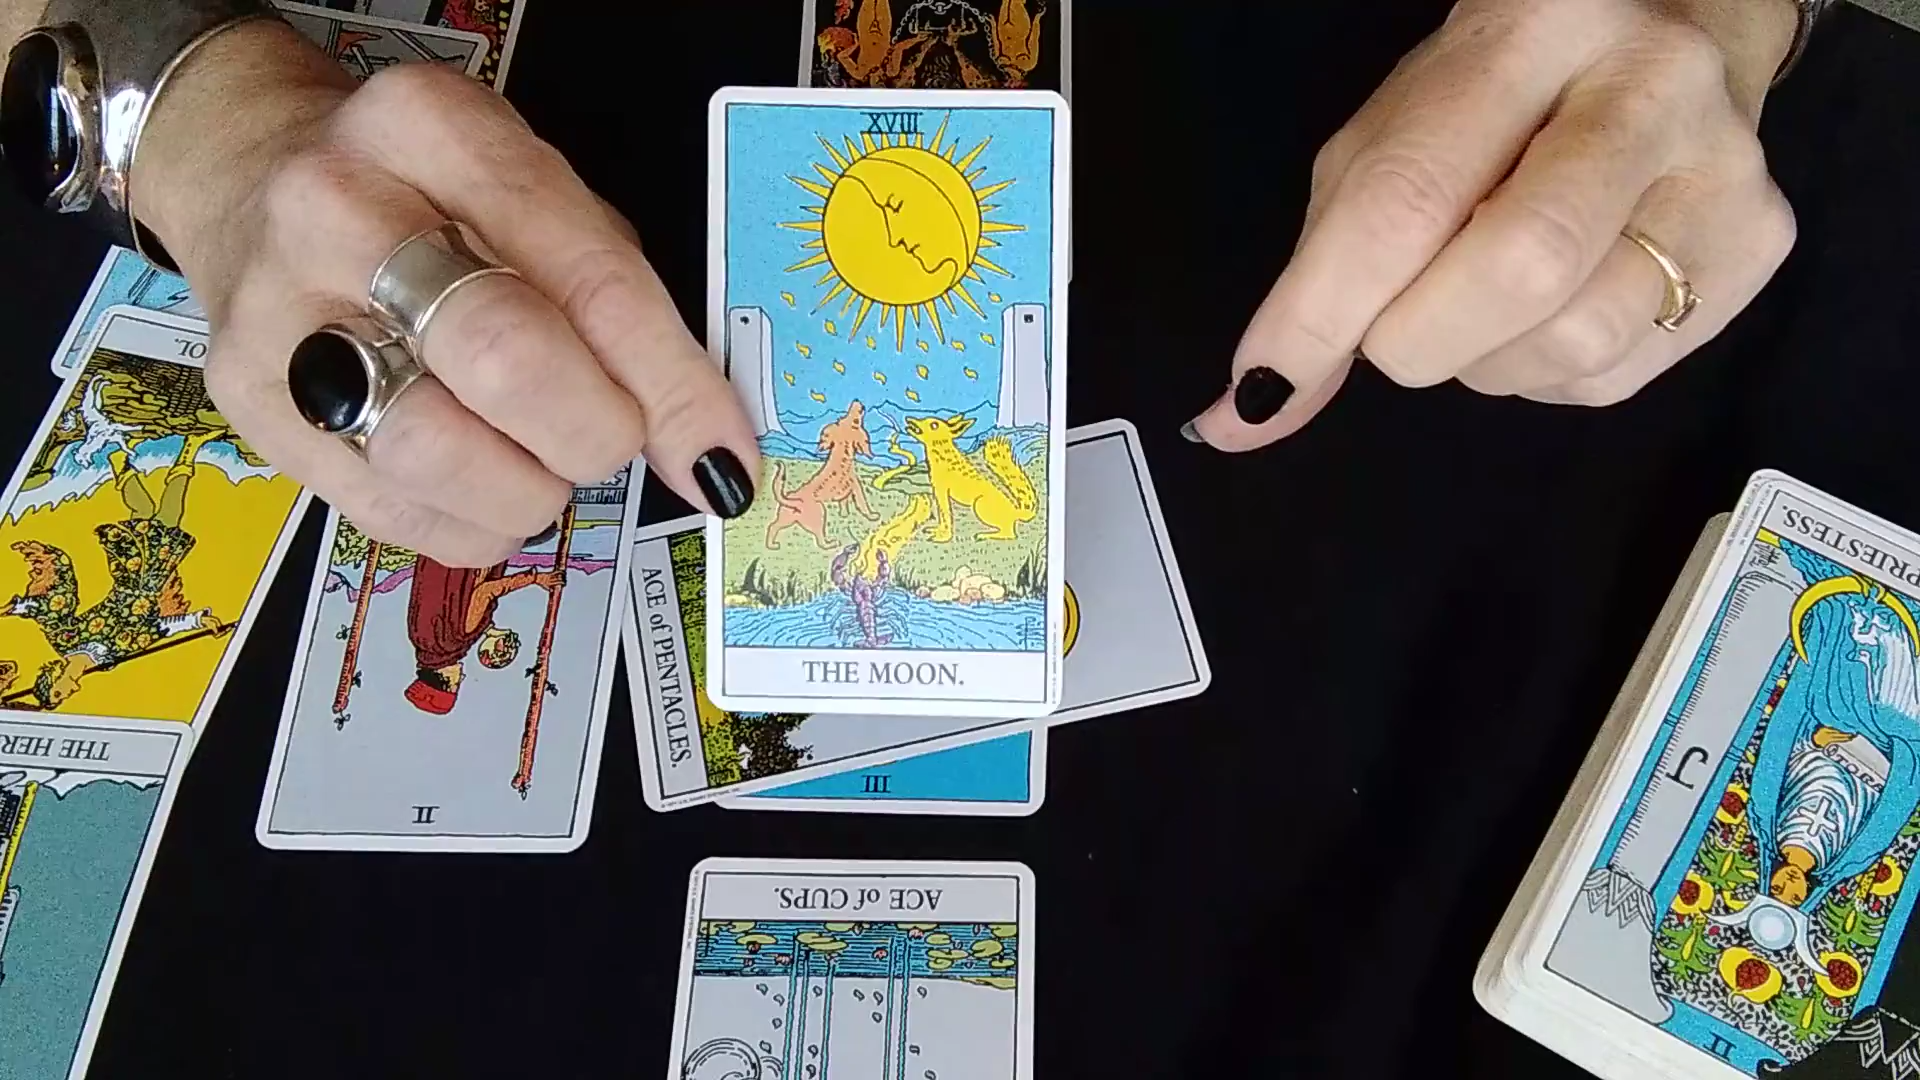 XVIII
THE MOON.
OL.
ACE of PENTACLES.
PRIESTESS.
J
THE HER
II
III
ACE of CUPS.
II